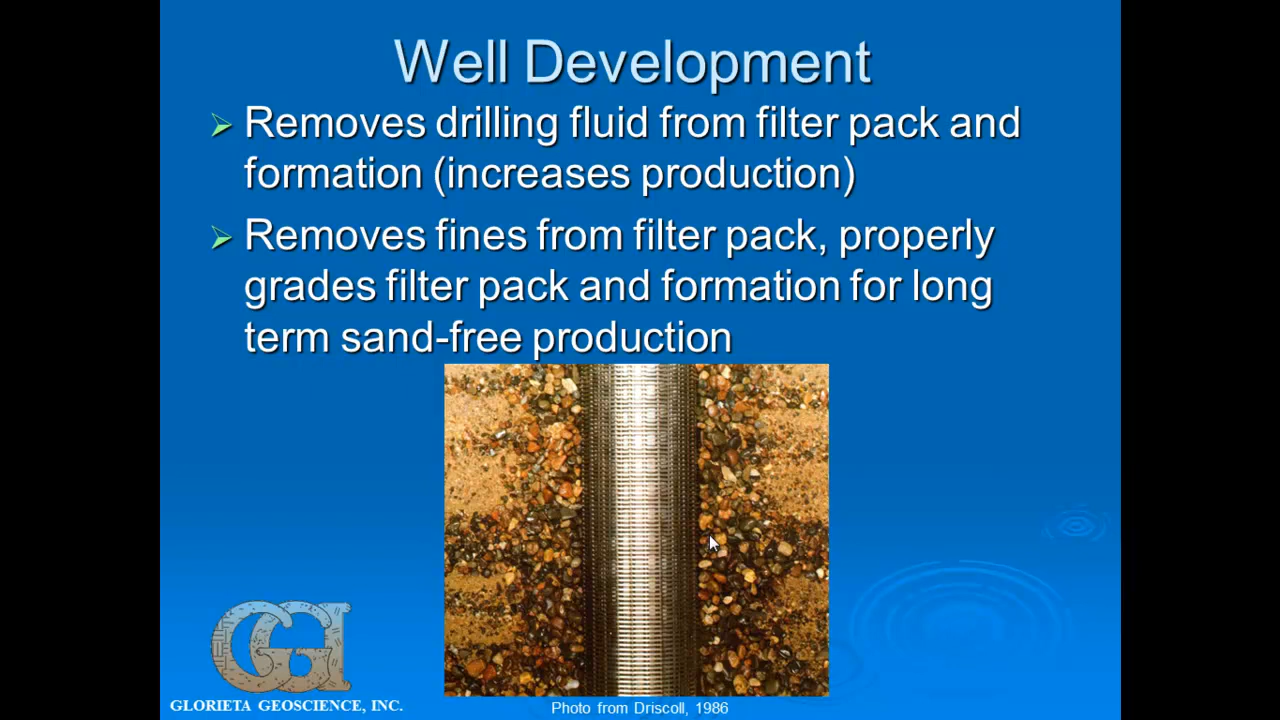 Well Development
Removes drilling fluid from filter pack and
formation (increases production)
Removes fines from filter pack, properly
grades filter pack and formation for long
term sand-free production
GGI
GLORIETA GEOSCIENCE, INC.
Photo from Driscoll, 1986